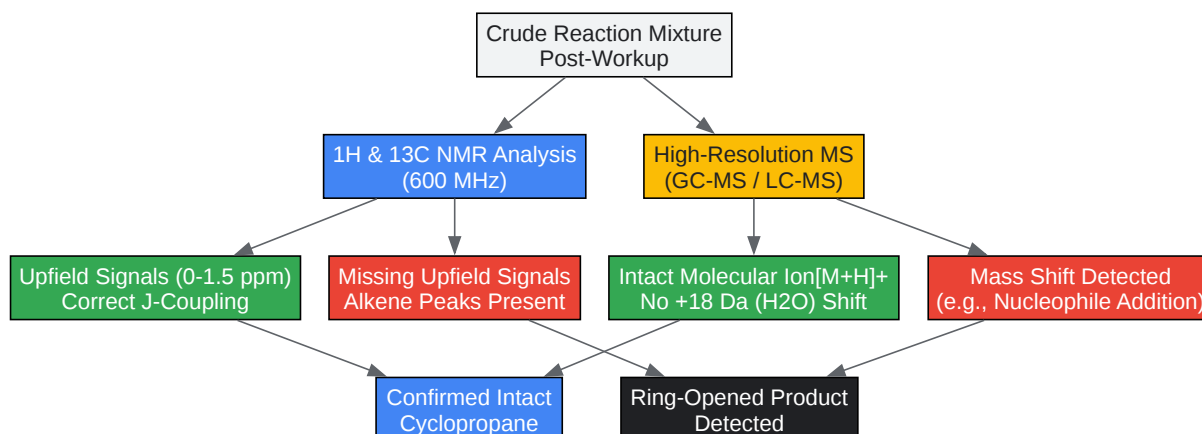 Crude Reaction Mixture
Post-Workup
1H & 13C NMR Analysis
(600 MHz)
High-Resolution MS
(GC-MS / LC-MS)
Upfield Signals (0-1.5 ppm)
Correct J-Coupling
Missing Upfield Signals
Alkene Peaks Present
Intact Molecular Ion[M+H]+
No +18 Da (H2O) Shift
Mass Shift Detected
(e.g., Nucleophile Addition)
Confirmed Intact
Cyclopropane
Ring-Opened Product
Detected